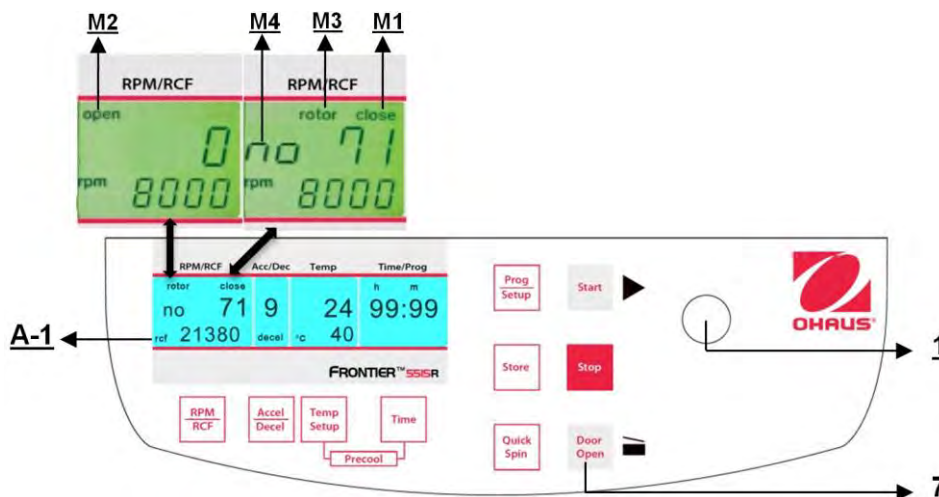 M2
M4
M3
M1
RPM/RCF
RPM/RCF
open
0
rpm 8000
rotor close
no 71
rpm 8000
RPM/RCF Acc/Dec Temp Time/Prog
rotor close h m
no 71 9 24 99:99
rcf 21380 decel °c 40
FRONTIER™ 5515R
A-1
RPM
RCF
Accel
Decel
Temp
Setup
Time
Precool
Prog
Setup
Start
Store
Stop
Quick
Spin
Door
Open
OHAUS®
1
7